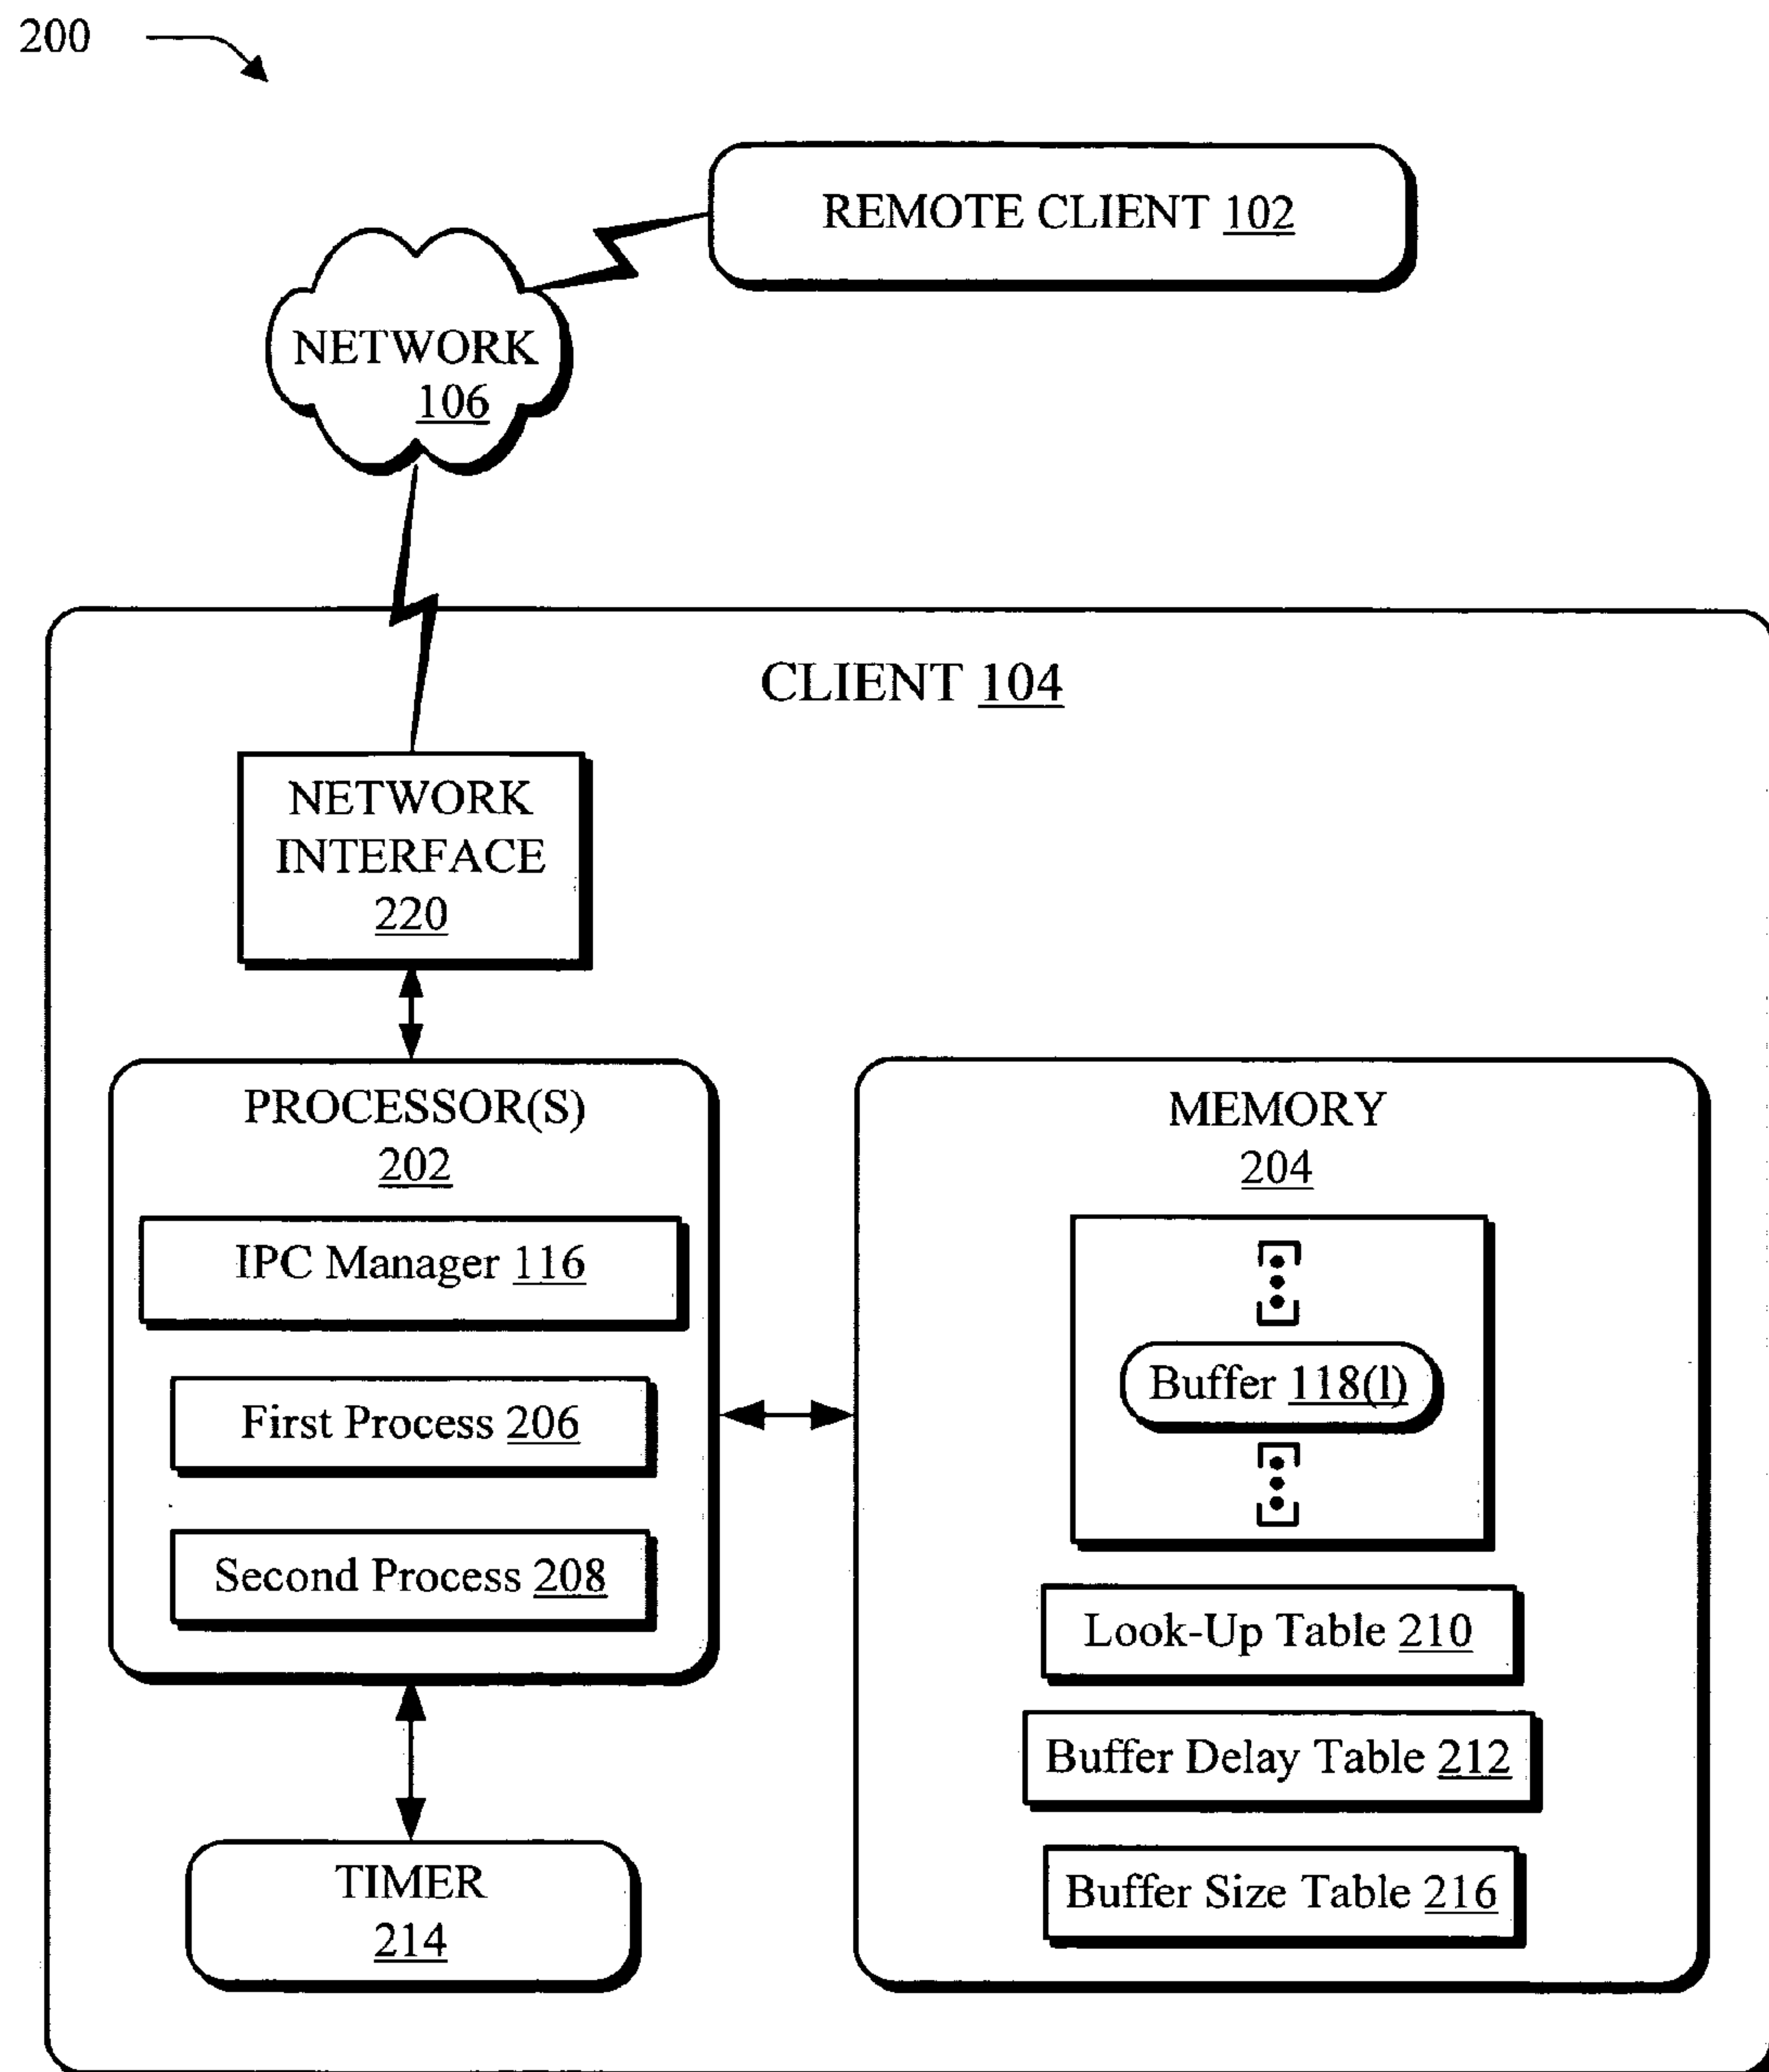 200
REMOTE CLIENT 102
NETWORK
106
CLIENT 104
NETWORK
INTERFACE
220
PROCESSOR(S)
202
IPC Manager 116
First Process 206
Second Process 208
MEMORY
204
Buffer 118(l)
Look-Up Table 210
Buffer Delay Table 212
Buffer Size Table 216
TIMER
214